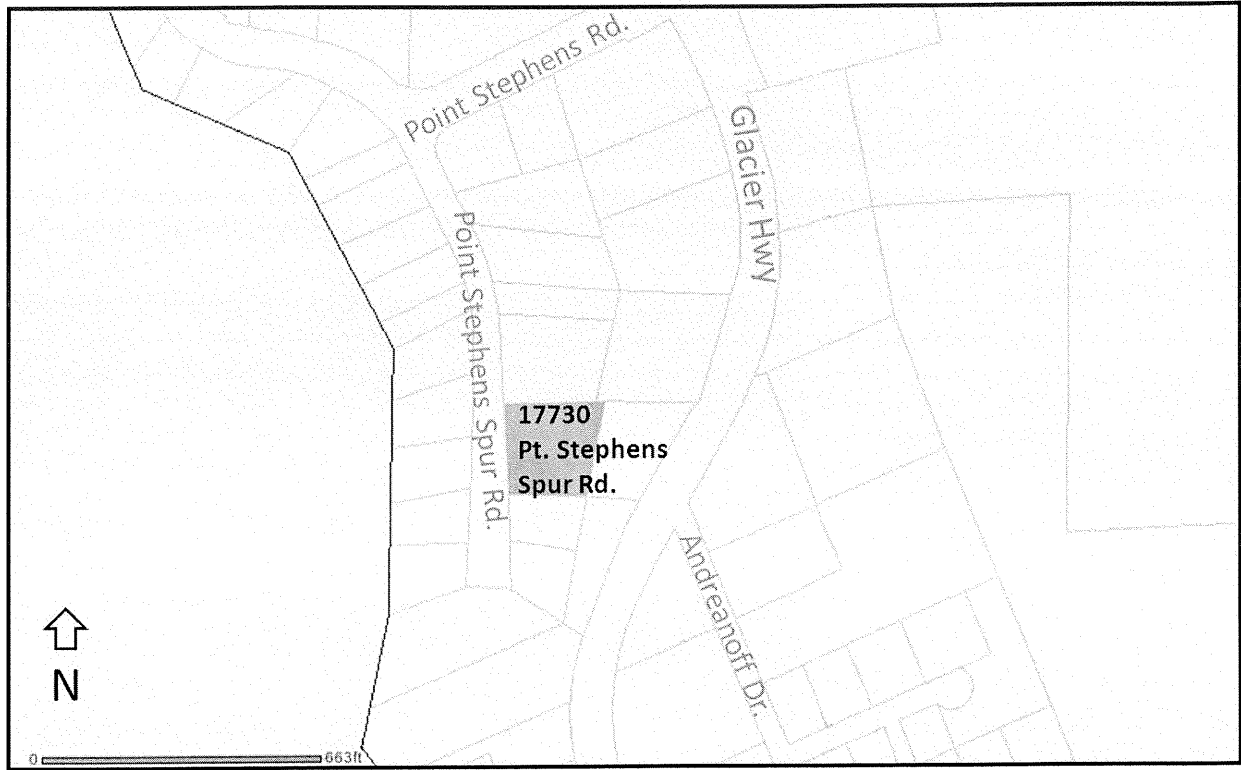 Point Stephens Rd.
Glacier Hwy
Point Stephens Spur Rd.
17730
Pt. Stephens
Spur Rd.
Andreanoff Dr.
N
0 663ft